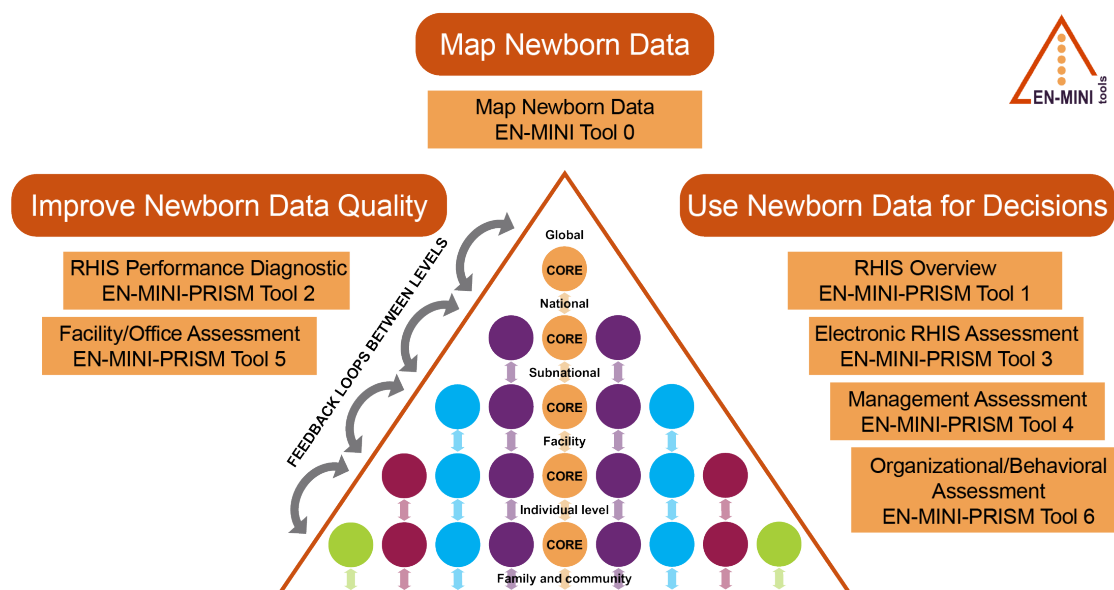 Map Newborn Data
Map Newborn Data
EN-MINI Tool 0
EN-MINI
tools
Improve Newborn Data Quality
RHIS Performance Diagnostic
EN-MINI-PRISM Tool 2
Facility/Office Assessment
EN-MINI-PRISM Tool 5
FEEDBACK LOOPS BETWEEN LEVELS
Global
CORE
National
CORE
Subnational
CORE
Facility
CORE
Individual level
CORE
Family and community
Use Newborn Data for Decisions
RHIS Overview
EN-MINI-PRISM Tool 1
Electronic RHIS Assessment
EN-MINI-PRISM Tool 3
Management Assessment
EN-MINI-PRISM Tool 4
Organizational/Behavioral
Assessment
EN-MINI-PRISM Tool 6